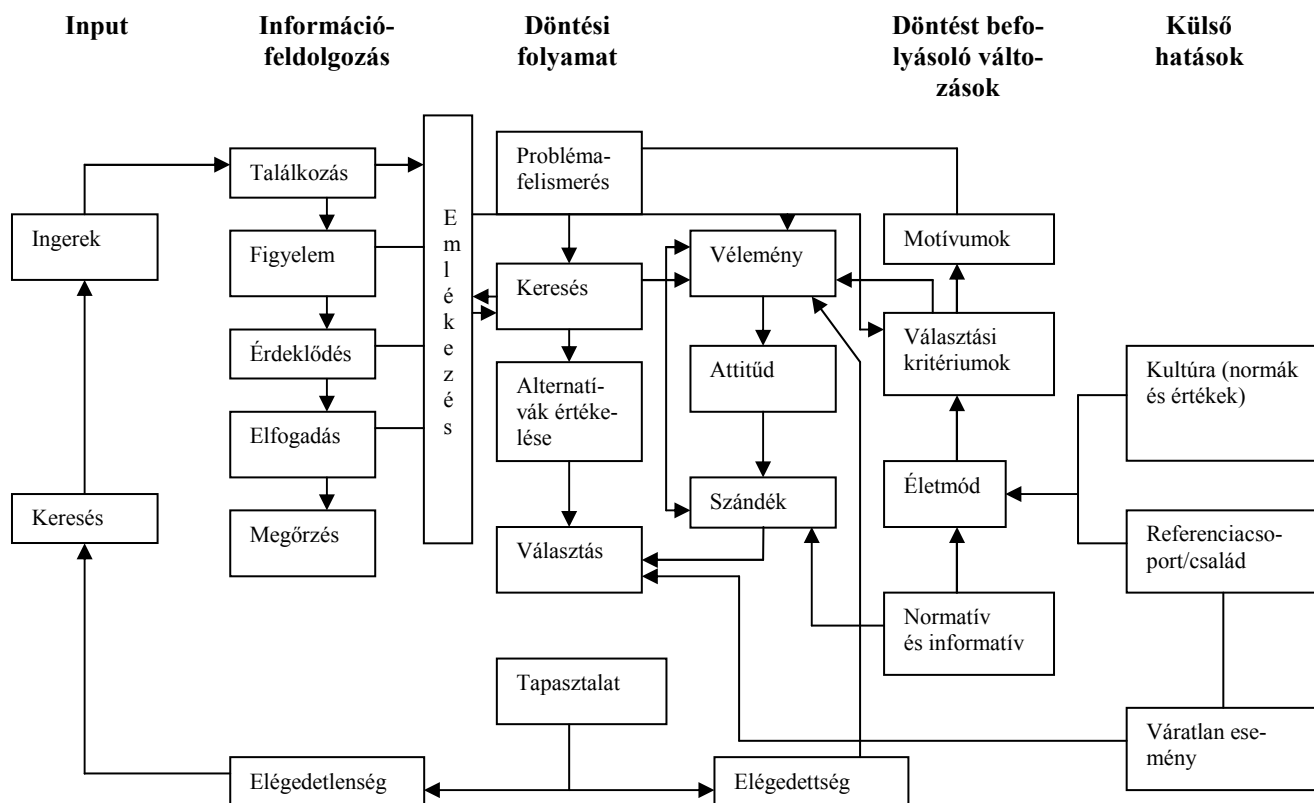 Input
Információ-
feldolgozás
Döntési
folyamat
Döntést befo-
lyásoló válto-
zások
Külső
hatások
Ingerek
Keresés
Találkozás
Figyelem
Érdeklődés
Elfogadás
Megőrzés
Elégedetlenség
E
m
l
é
k
e
z
é
s
Probléma-
felismerés
Keresés
Alternatí-
vák értéke-
lése
Választás
Tapasztalat
Vélemény
Attitűd
Szándék
Elégedettség
Motívumok
Választási
kritériumok
Életmód
Normatív
és informatív
Kultúra (normák
és értékek)
Referenciacso-
port/család
Váratlan ese-
mény